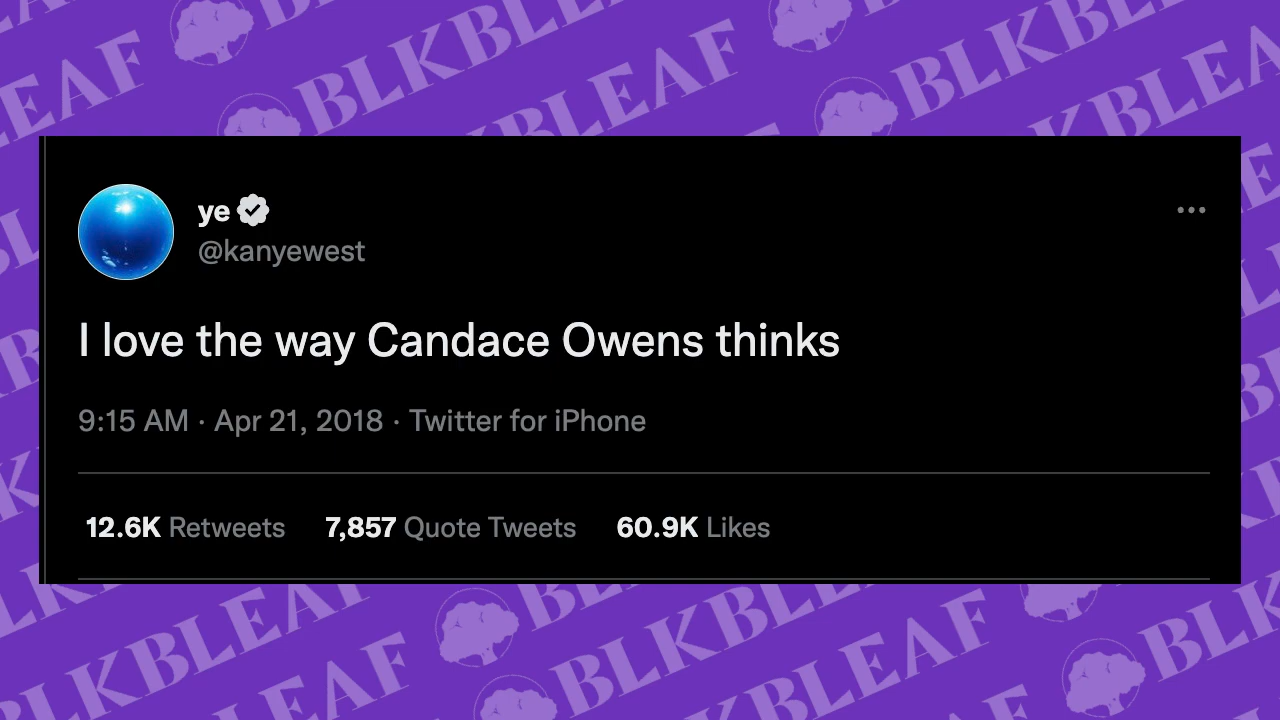 BLKBLEAF
ye
@kanyewest
I love the way Candace Owens thinks
9:15 AM · Apr 21, 2018 · Twitter for iPhone
12.6K Retweets 7,857 Quote Tweets 60.9K Likes
BLKBLEAF